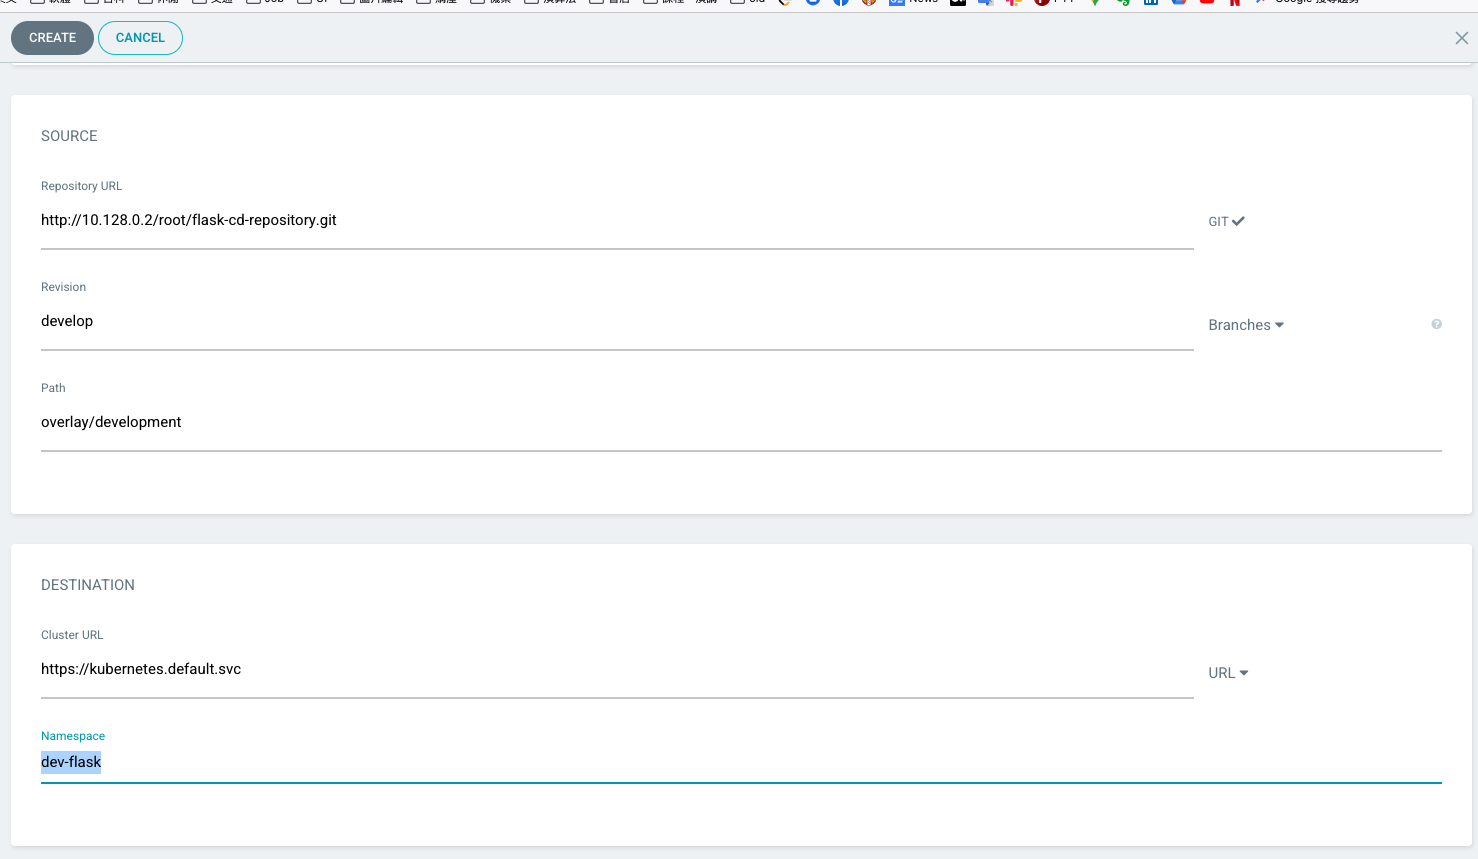 News
CREATE
CANCEL
SOURCE
Repository URL
http://10.128.0.2/root/flask-cd-repository.git
GIT
Revision
develop
Branches
Path
overlay/development
DESTINATION
Cluster URL
https://kubernetes.default.svc
URL
Namespace
dev-flask